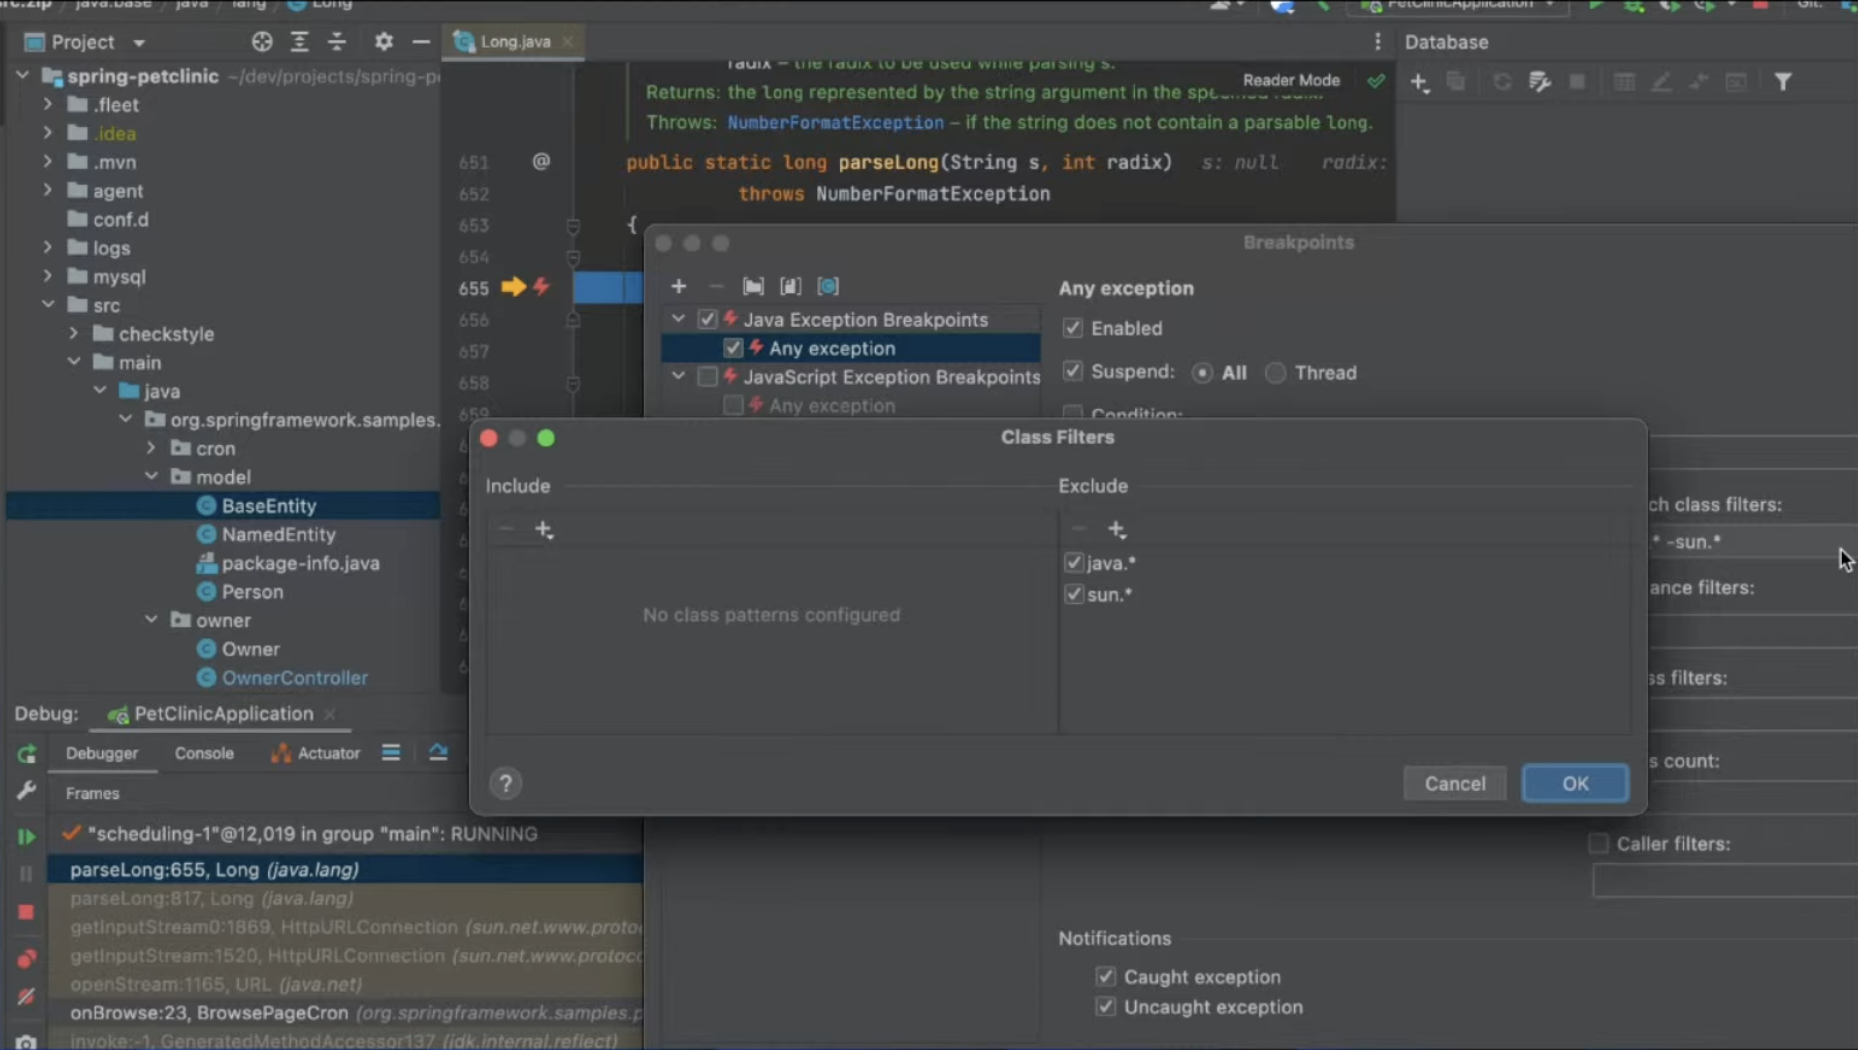 src.zip java.base java lang Long
PetClinicApplication Git:
Project
Long.java
Database
spring-petclinic ~/dev/projects/spring-pe
.fleet
.idea
.mvn
agent
conf.d
logs
mysql
src
checkstyle
main
java
org.springframework.samples.
cron
model
BaseEntity
NamedEntity
package-info.java
Person
owner
Owner
OwnerController
radix – the radix to be used while parsing s.
Reader Mode
Returns: the long represented by the string argument in the specified radix.
Throws: NumberFormatException – if the string does not contain a parsable long.
651 @ public static long parseLong(String s, int radix) s: null radix:
652 throws NumberFormatException
653 {
654
655
656
657
658
659
Breakpoints
Java Exception Breakpoints
Any exception
JavaScript Exception Breakpoints
Any exception
Any exception
Enabled
Suspend: All Thread
Condition:
Class Filters
Include
Exclude
No class patterns configured
java.*
sun.*
?
Cancel
OK
ch class filters:
.* -sun.*
ance filters:
ss filters:
s count:
Caller filters:
Notifications
Caught exception
Uncaught exception
Debug: PetClinicApplication
Debugger Console Actuator
Frames
"scheduling-1"@12,019 in group "main": RUNNING
parseLong:655, Long (java.lang)
parseLong:817, Long (java.lang)
getInputStream0:1869, HttpURLConnection (sun.net.www.proto
getInputStream:1520, HttpURLConnection (sun.net.www.protoc
openStream:1165, URL (java.net)
onBrowse:23, BrowsePageCron (org.springframework.samples.p
invoke:-1, GeneratedMethodAccessor137 (jdk.internal.reflect)